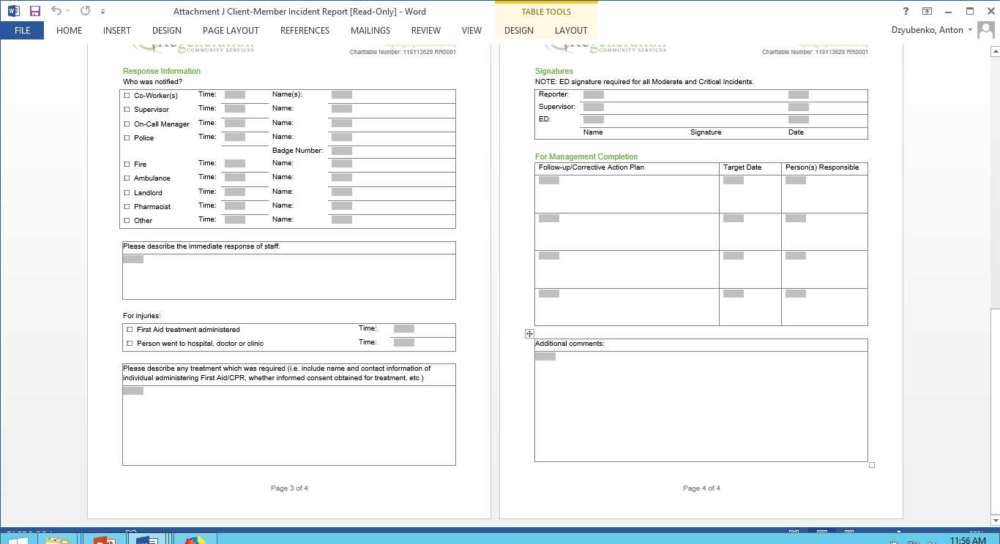 Attachment J Client-Member Incident Report [Read-Only] - Word
TABLE TOOLS
?
FILE HOME INSERT DESIGN PAGE LAYOUT REFERENCES MAILINGS REVIEW VIEW DESIGN LAYOUT
Dzyubenko, Anton
COMMUNITY SERVICES
Charitable Number: 119113629 RR0001
Response Information
Who was notified?
Co-Worker(s) Time: Name(s):
Supervisor Time: Name:
On-Call Manager Time: Name:
Police Time: Name:
Badge Number:
Fire Time: Name:
Ambulance Time: Name:
Landlord Time: Name:
Pharmacist Time: Name:
Other Time: Name:
Please describe the immediate response of staff.
For injuries:
First Aid treatment administered Time:
Person went to hospital, doctor or clinic Time:
Please describe any treatment which was required (i.e. include name and contact information of
individual administering First Aid/CPR, whether informed consent obtained for treatment, etc.)
Page 3 of 4
COMMUNITY SERVICES
Charitable Number: 119113629 RR0001
Signatures
NOTE: ED signature required for all Moderate and Critical Incidents.
Reporter:
Supervisor:
ED:
Name Signature Date
For Management Completion
Follow-up/Corrective Action Plan Target Date Person(s) Responsible
Additional comments:
Page 4 of 4
11:56 AM